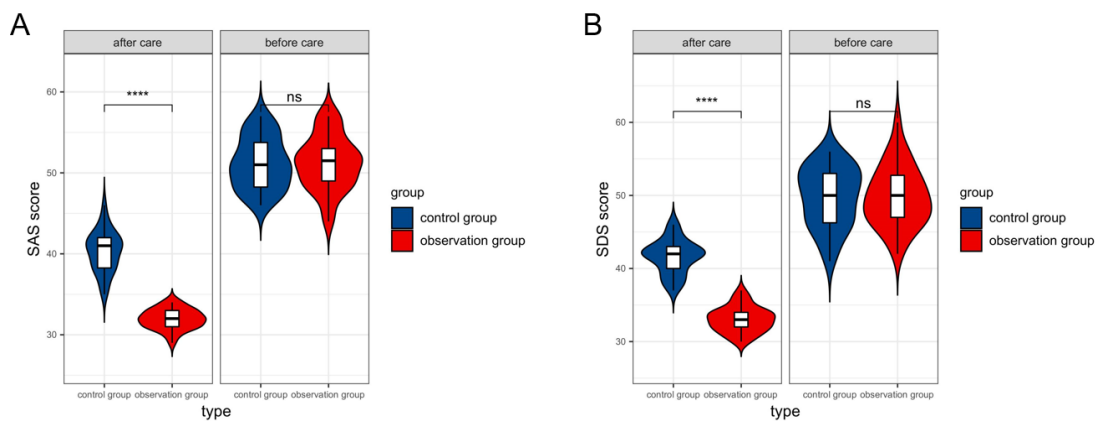 A
after care
before care
SAS score
60
50
40
30
****
ns
control group
observation group
control group
observation group
type
group
control group
observation group
B
after care
before care
SDS score
60
50
40
30
****
ns
control group
observation group
control group
observation group
type
group
control group
observation group